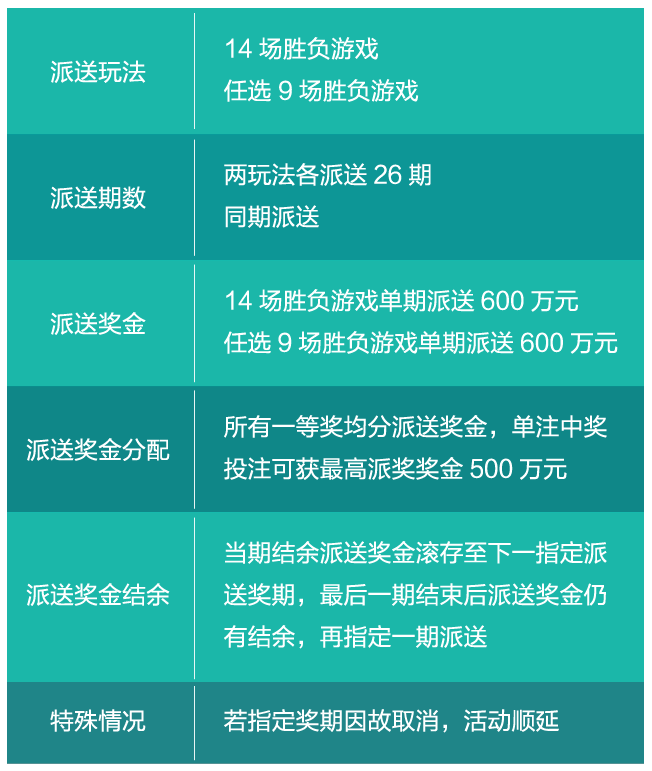 派送玩法
14 场胜负游戏
任选 9 场胜负游戏
派送期数
两玩法各派送 26 期
同期派送
派送奖金
14 场胜负游戏单期派送 600 万元
任选 9 场胜负游戏单期派送 600 万元
派送奖金分配
所有一等奖均分派送奖金，单注中奖
投注可获最高派奖奖金 500 万元
派送奖金结余
当期结余派送奖金滚存至下一指定派
送奖期，最后一期结束后派送奖金仍
有结余，再指定一期派送
特殊情况
若指定奖期因故取消，活动顺延